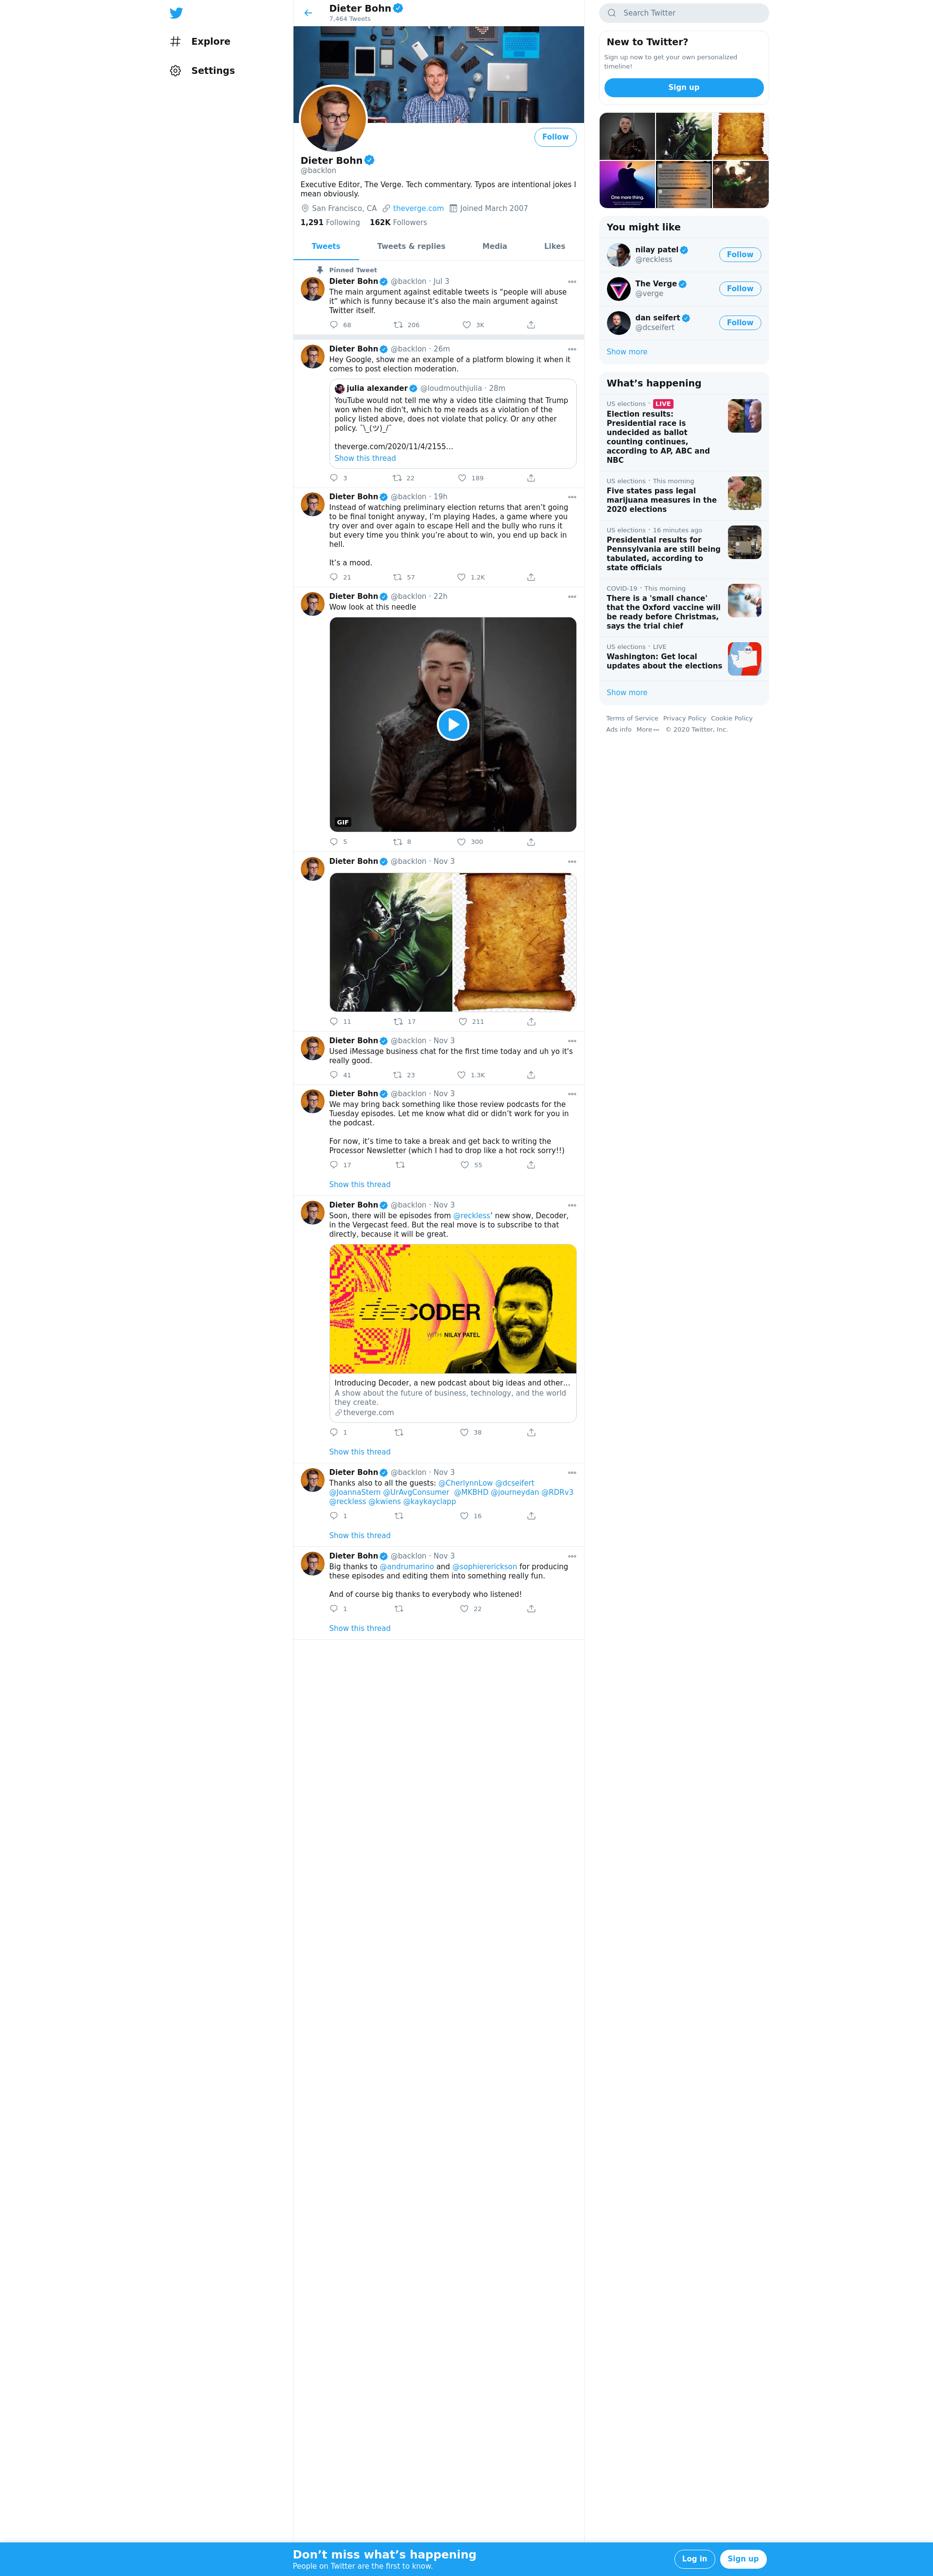 Explore
Settings
Dieter Bohn
7,464 Tweets
Follow
Dieter Bohn
@backlon
Executive Editor, The Verge. Tech commentary. Typos are intentional jokes I
mean obviously.
San Francisco, CA theverge.com Joined March 2007
1,291 Following 162K Followers
Tweets Tweets & replies Media Likes
Pinned Tweet
Dieter Bohn @backlon · Jul 3
The main argument against editable tweets is “people will abuse
it” which is funny because it’s also the main argument against
Twitter itself.
68 206 3K
Dieter Bohn @backlon · 26m
Hey Google, show me an example of a platform blowing it when it
comes to post election moderation.
julia alexander @loudmouthjulia · 28m
YouTube would not tell me why a video title claiming that Trump
won when he didn't, which to me reads as a violation of the
policy listed above, does not violate that policy. Or any other
policy. ¯\_(ツ)_/¯
theverge.com/2020/11/4/2155…
Show this thread
3 22 189
Dieter Bohn @backlon · 19h
Instead of watching preliminary election returns that aren’t going
to be final tonight anyway, I’m playing Hades, a game where you
try over and over again to escape Hell and the bully who runs it
but every time you think you’re about to win, you end up back in
hell.
It’s a mood.
21 57 1.2K
Dieter Bohn @backlon · 22h
Wow look at this needle
GIF
5 8 300
Dieter Bohn @backlon · Nov 3
11 17 211
Dieter Bohn @backlon · Nov 3
Used iMessage business chat for the first time today and uh yo it’s
really good.
41 23 1.3K
Dieter Bohn @backlon · Nov 3
We may bring back something like those review podcasts for the
Tuesday episodes. Let me know what did or didn’t work for you in
the podcast.
For now, it’s time to take a break and get back to writing the
Processor Newsletter (which I had to drop like a hot rock sorry!!)
17 55
Show this thread
Dieter Bohn @backlon · Nov 3
Soon, there will be episodes from @reckless’ new show, Decoder,
in the Vergecast feed. But the real move is to subscribe to that
directly, because it will be great.
DECODER
WITH NILAY PATEL
Introducing Decoder, a new podcast about big ideas and other…
A show about the future of business, technology, and the world
they create.
theverge.com
1 38
Show this thread
Dieter Bohn @backlon · Nov 3
Thanks also to all the guests: @CherlynnLow @dcseifert
@JoannaStern @UrAvgConsumer @MKBHD @journeydan @RDRv3
@reckless @kwiens @kaykayclapp
1 16
Show this thread
Dieter Bohn @backlon · Nov 3
Big thanks to @andrumarino and @sophiererickson for producing
these episodes and editing them into something really fun.
And of course big thanks to everybody who listened!
1 22
Show this thread
Search Twitter
New to Twitter?
Sign up now to get your own personalized
timeline!
Sign up
One more thing.
You might like
nilay patel
@reckless
Follow
The Verge
@verge
Follow
dan seifert
@dcseifert
Follow
Show more
What’s happening
US elections · LIVE
Election results:
Presidential race is
undecided as ballot
counting continues,
according to AP, ABC and
NBC
US elections · This morning
Five states pass legal
marijuana measures in the
2020 elections
US elections · 16 minutes ago
Presidential results for
Pennsylvania are still being
tabulated, according to
state officials
COVID-19 · This morning
There is a 'small chance'
that the Oxford vaccine will
be ready before Christmas,
says the trial chief
US elections · LIVE
Washington: Get local
updates about the elections
Show more
Terms of Service Privacy Policy Cookie Policy
Ads info More © 2020 Twitter, Inc.
Don’t miss what’s happening
People on Twitter are the first to know.
Log in
Sign up